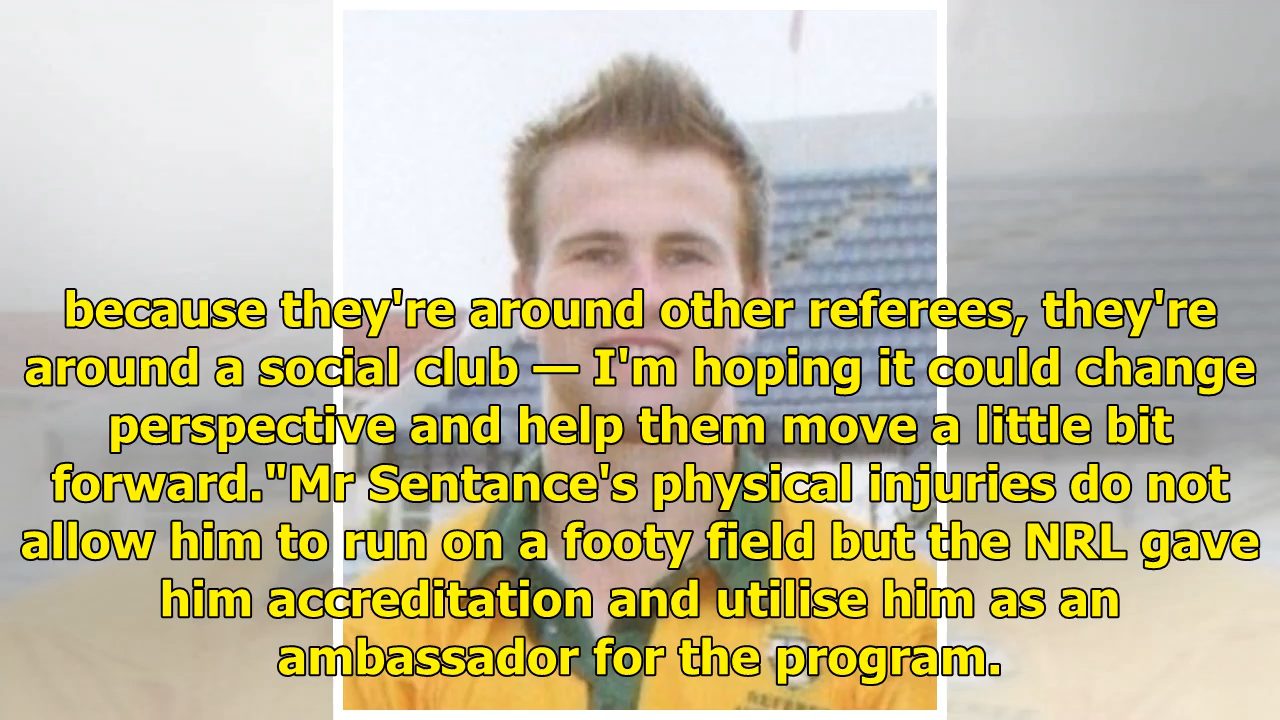 because they're around other referees, they're
around a social club — I'm hoping it could change
perspective and help them move a little bit
forward."Mr Sentance's physical injuries do not
allow him to run on a footy field but the NRL gave
him accreditation and utilise him as an
ambassador for the program.